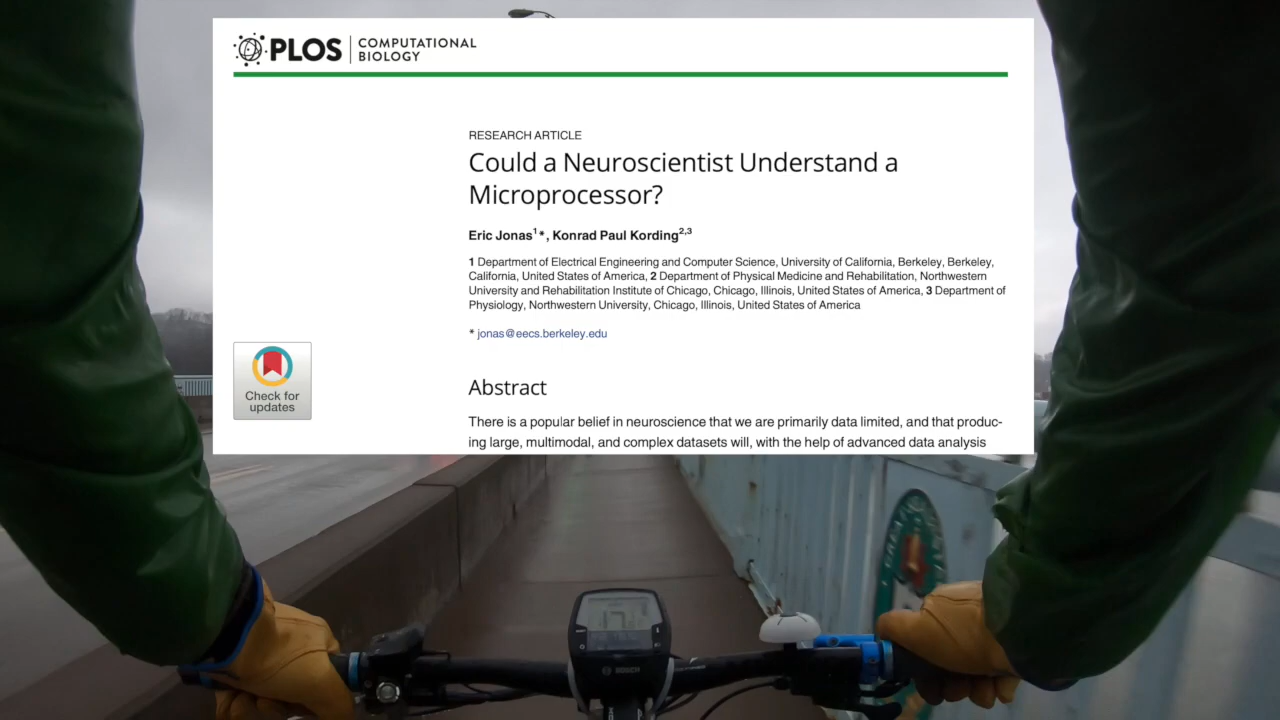 PLOS COMPUTATIONAL
BIOLOGY
RESEARCH ARTICLE
Could a Neuroscientist Understand a
Microprocessor?
Eric Jonas1*, Konrad Paul Kording2,3
1 Department of Electrical Engineering and Computer Science, University of California, Berkeley, Berkeley,
California, United States of America, 2 Department of Physical Medicine and Rehabilitation, Northwestern
University and Rehabilitation Institute of Chicago, Chicago, Illinois, United States of America, 3 Department of
Physiology, Northwestern University, Chicago, Illinois, United States of America
* jonas@eecs.berkeley.edu
Check for
updates
Abstract
There is a popular belief in neuroscience that we are primarily data limited, and that produc-
ing large, multimodal, and complex datasets will, with the help of advanced data analysis
BOSCH